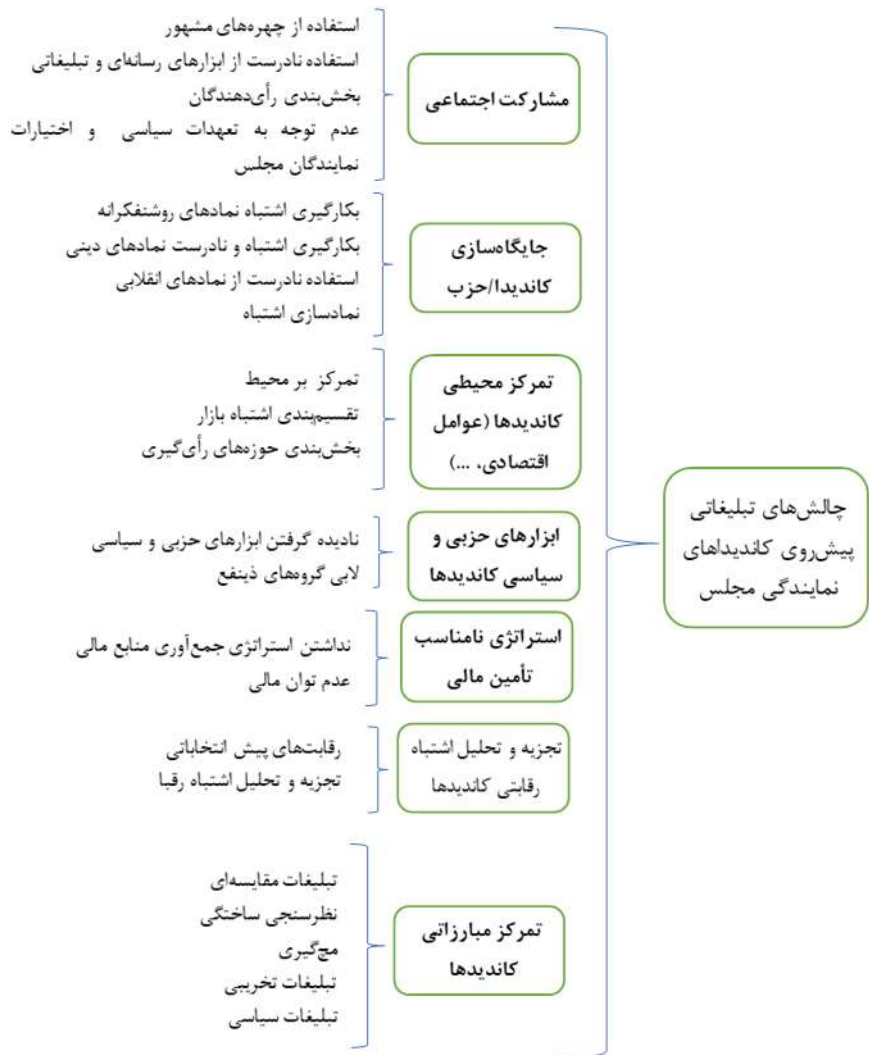 چالش‌های تبلیغاتی
پیش‌روی کاندیداهای
نمایندگی مجلس
مشارکت اجتماعی
استفاده از چهره‌های مشهور
استفاده نادرست از ابزارهای رسانه‌ای و تبلیغاتی
بخش‌بندی رأی‌دهندگان
عدم توجه به تعهدات سیاسی و اختیارات
نمایندگان مجلس
جایگاه‌سازی
کاندیدا/حزب
بکارگیری اشتباه نمادهای روشنفکرانه
بکارگیری اشتباه و نادرست نمادهای دینی
استفاده نادرست از نمادهای انقلابی
نمادسازی اشتباه
تمرکز محیطی
کاندیدها (عوامل
اقتصادی، ...)
تمرکز بر محیط
تقسیم‌بندی اشتباه بازار
بخش‌بندی حوزه‌های رأی‌گیری
ابزارهای حزبی و
سیاسی کاندیدها
نادیده گرفتن ابزارهای حزبی و سیاسی
لابی گروه‌های ذینفع
استراتژی نامناسب
تأمین مالی
نداشتن استراتژی جمع‌آوری منابع مالی
عدم توان مالی
تجزیه و تحلیل اشتباه
رقابتی کاندیدها
رقابت‌های پیش انتخاباتی
تجزیه و تحلیل اشتباه رقبا
تمرکز مبارزاتی
کاندیدها
تبلیغات مقایسه‌ای
نظرسنجی ساختگی
مچ‌گیری
تبلیغات تخریبی
تبلیغات سیاسی